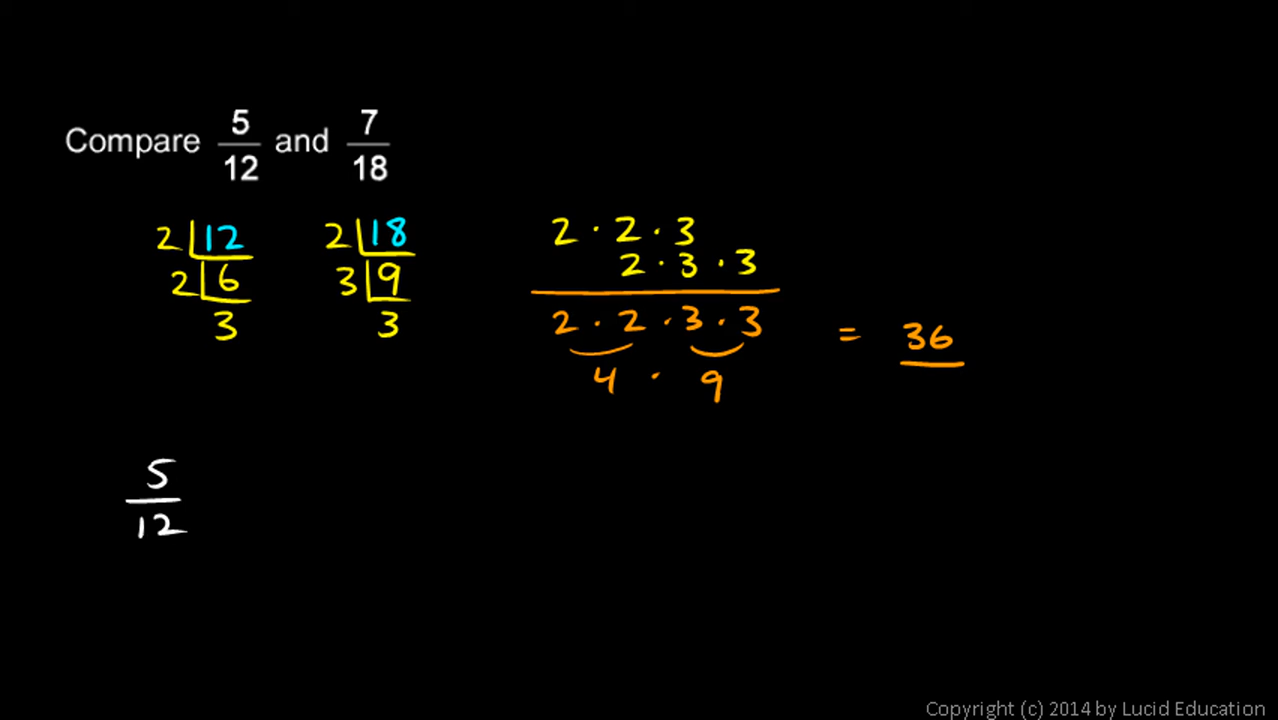 Compare 5/12 and 7/18
2 | 12
2 | 6
3
2 | 18
3 | 9
3
2 · 2 · 3
2 · 3 · 3
2 · 2 · 3 · 3 = 36
4 · 9
5/12
Copyright (c) 2014 by Lucid Education